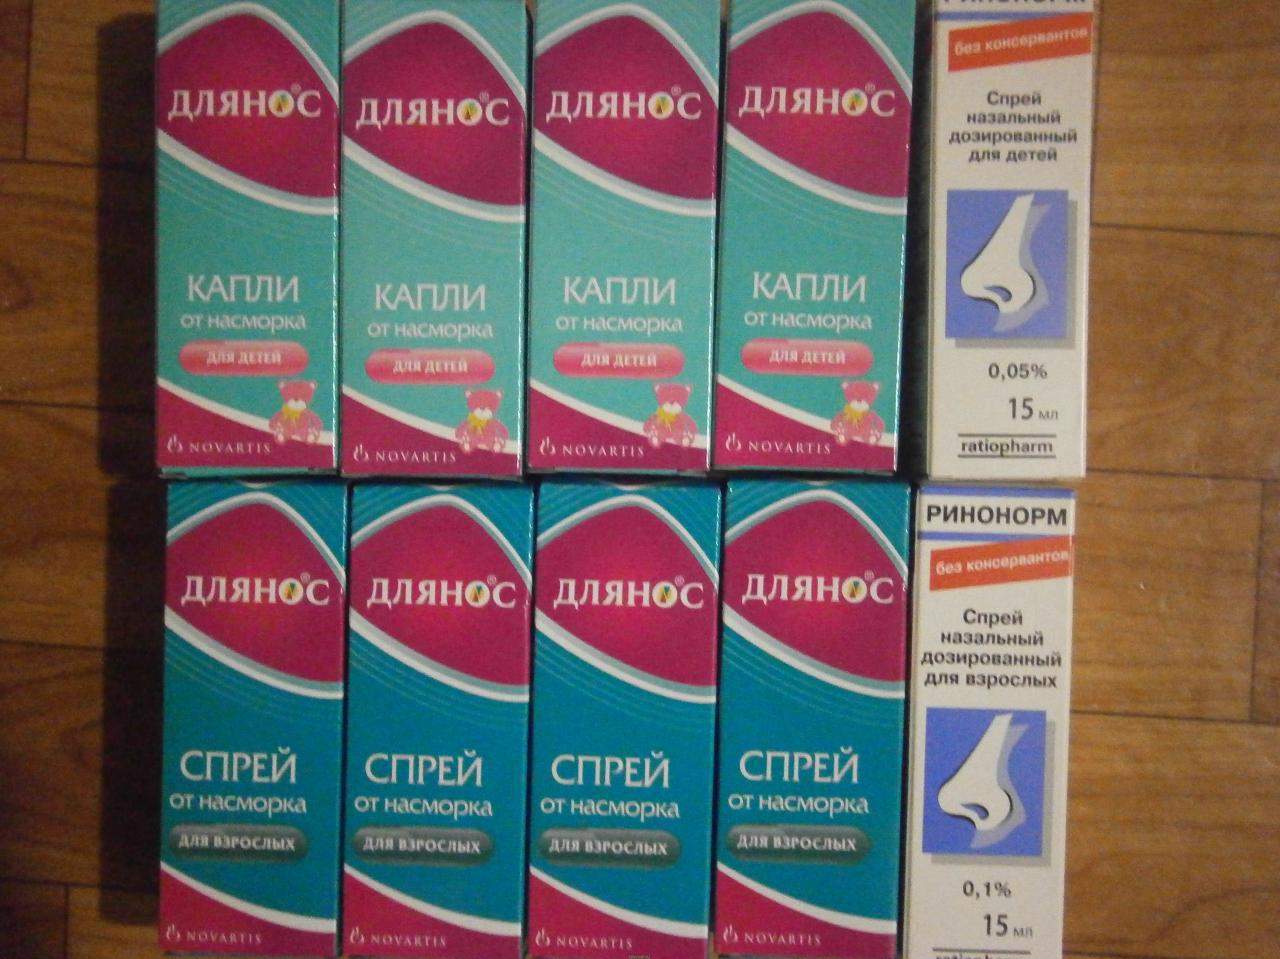 ДЛЯНОС®
КАПЛИ
от насморка
ДЛЯ ДЕТЕЙ
NOVARTIS
ДЛЯНОС®
КАПЛИ
от насморка
ДЛЯ ДЕТЕЙ
NOVARTIS
ДЛЯНОС®
КАПЛИ
от насморка
ДЛЯ ДЕТЕЙ
NOVARTIS
ДЛЯНОС®
КАПЛИ
от насморка
ДЛЯ ДЕТЕЙ
NOVARTIS
РИНОНОРМ
без консервантов
Спрей
назальный
дозированный
для детей
0,05%
15 мл
ratiopharm
ДЛЯНОС®
СПРЕЙ
от насморка
ДЛЯ ВЗРОСЛЫХ
NOVARTIS
ДЛЯНОС®
СПРЕЙ
от насморка
ДЛЯ ВЗРОСЛЫХ
NOVARTIS
ДЛЯНОС®
СПРЕЙ
от насморка
ДЛЯ ВЗРОСЛЫХ
NOVARTIS
ДЛЯНОС®
СПРЕЙ
от насморка
ДЛЯ ВЗРОСЛЫХ
NOVARTIS
РИНОНОРМ
без консервантов
Спрей
назальный
дозированный
для взрослых
0,1%
15 мл